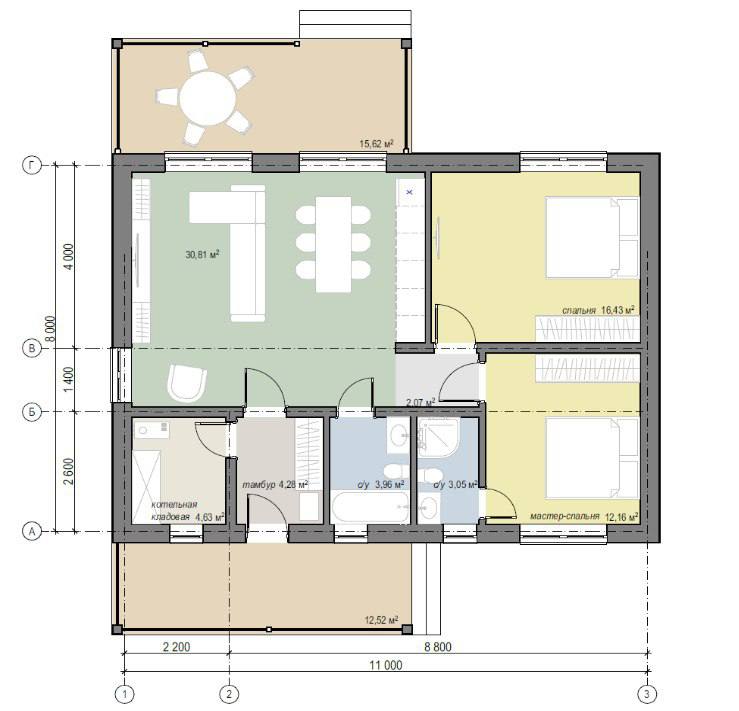 15,62 м²
Г
30,81 м²
4 000
8 000
х
спальня 16,43 м²
В
1 400
2,07 м²
Б
2 600
котельная
кладовая 4,63 м²
тамбур 4,28 м²
с/у 3,96 м²
с/у 3,05 м²
мастер-спальня 12,16 м²
А
12,52 м²
2 200
8 800
11 000
1
2
3